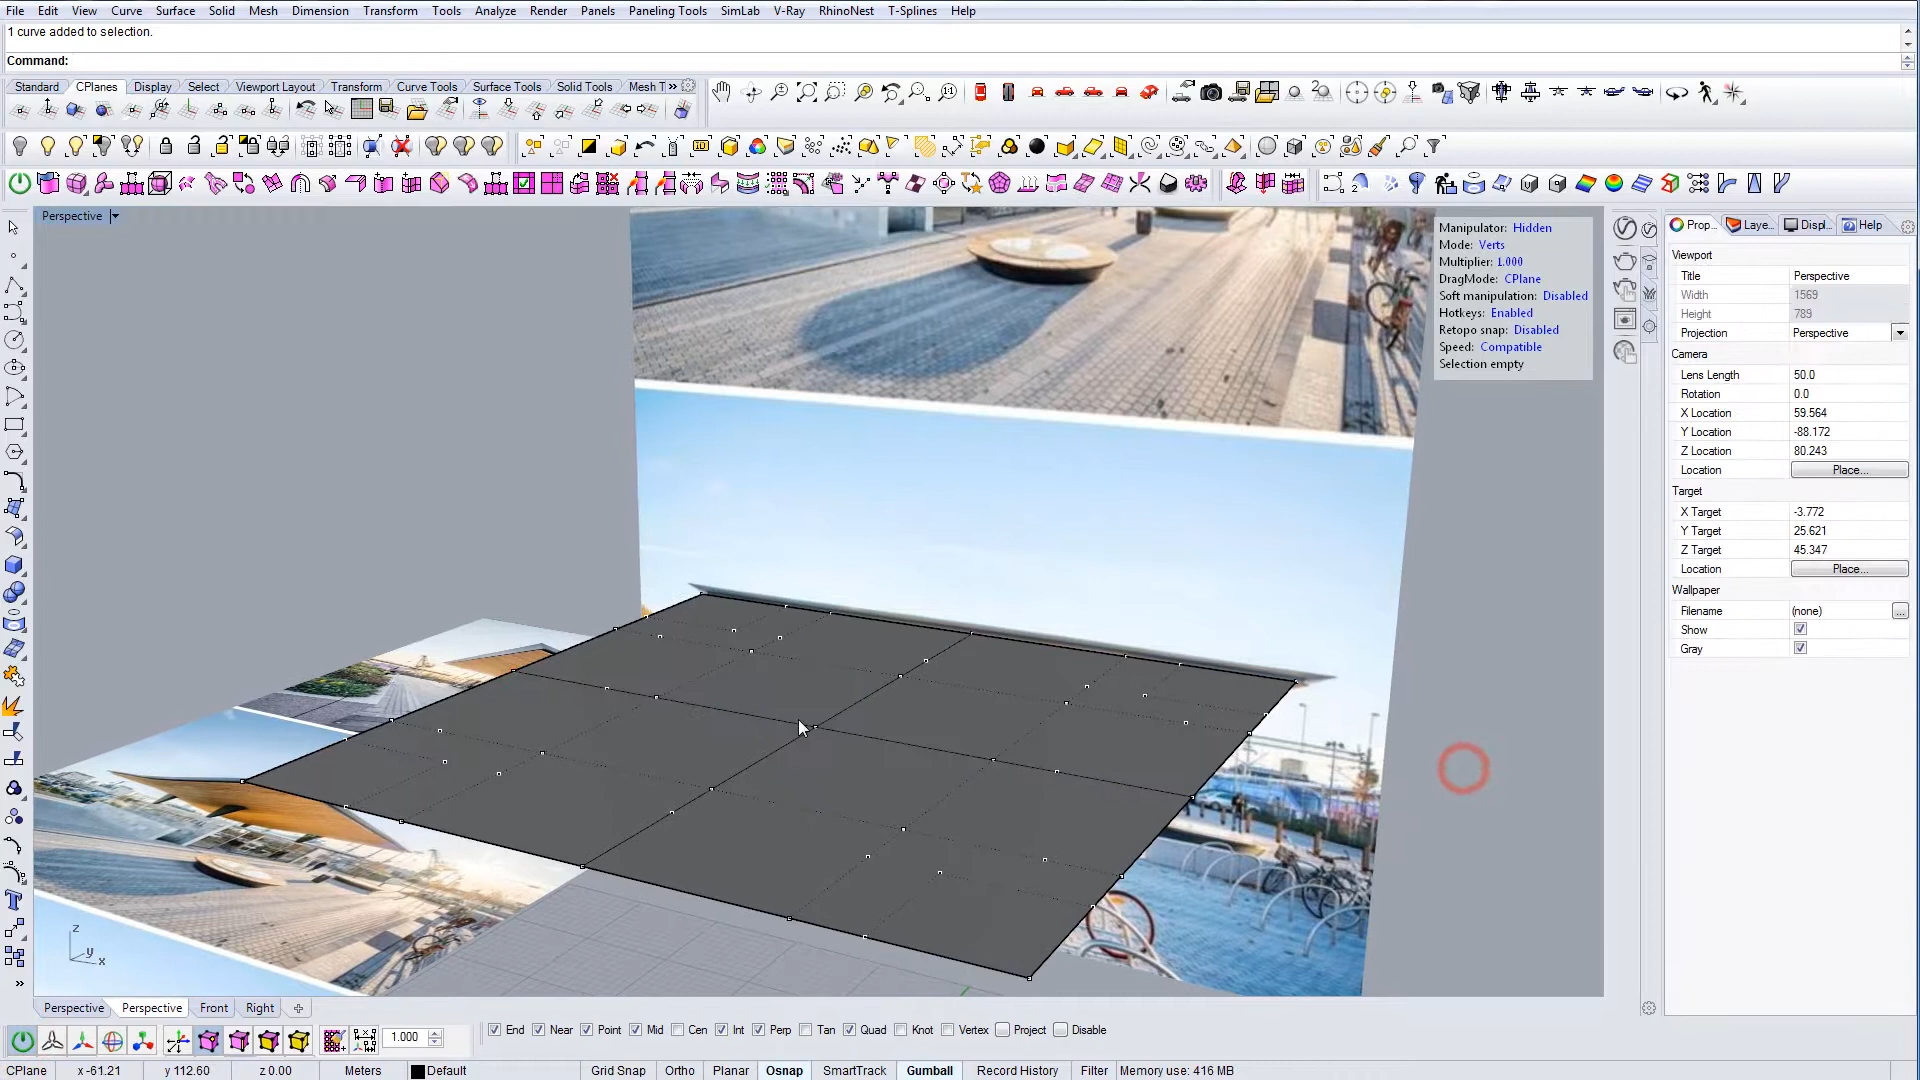 File Edit View Curve Surface Solid Mesh Dimension Transform Tools Analyze Render Panels Paneling Tools SimLab V-Ray RhinoNest T-Splines Help
1 curve added to selection.
Command:
Standard CPlanes Display Select Viewport Layout Transform Curve Tools Surface Tools Solid Tools Mesh T »
Perspective
Manipulator: Hidden
Mode: Verts
Multiplier: 1.000
DragMode: CPlane
Soft manipulation: Disabled
Hotkeys: Enabled
Retopo snap: Disabled
Speed: Compatible
Selection empty
Prop... Laye... Displ... Help
Viewport
Title Perspective
Width 1569
Height 789
Projection Perspective
Camera
Lens Length 50.0
Rotation 0.0
X Location 59.564
Y Location -88.172
Z Location 80.243
Location Place...
Target
X Target -3.772
Y Target 25.621
Z Target 45.347
Location Place...
Wallpaper
Filename (none) ...
Show
Gray
z
y
x
Perspective Perspective Front Right
1.000
End Near Point Mid Cen Int Perp Tan Quad Knot Vertex Project Disable
CPlane x -61.21 y 112.60 z 0.00 Meters Default Grid Snap Ortho Planar Osnap SmartTrack Gumball Record History Filter Memory use: 416 MB